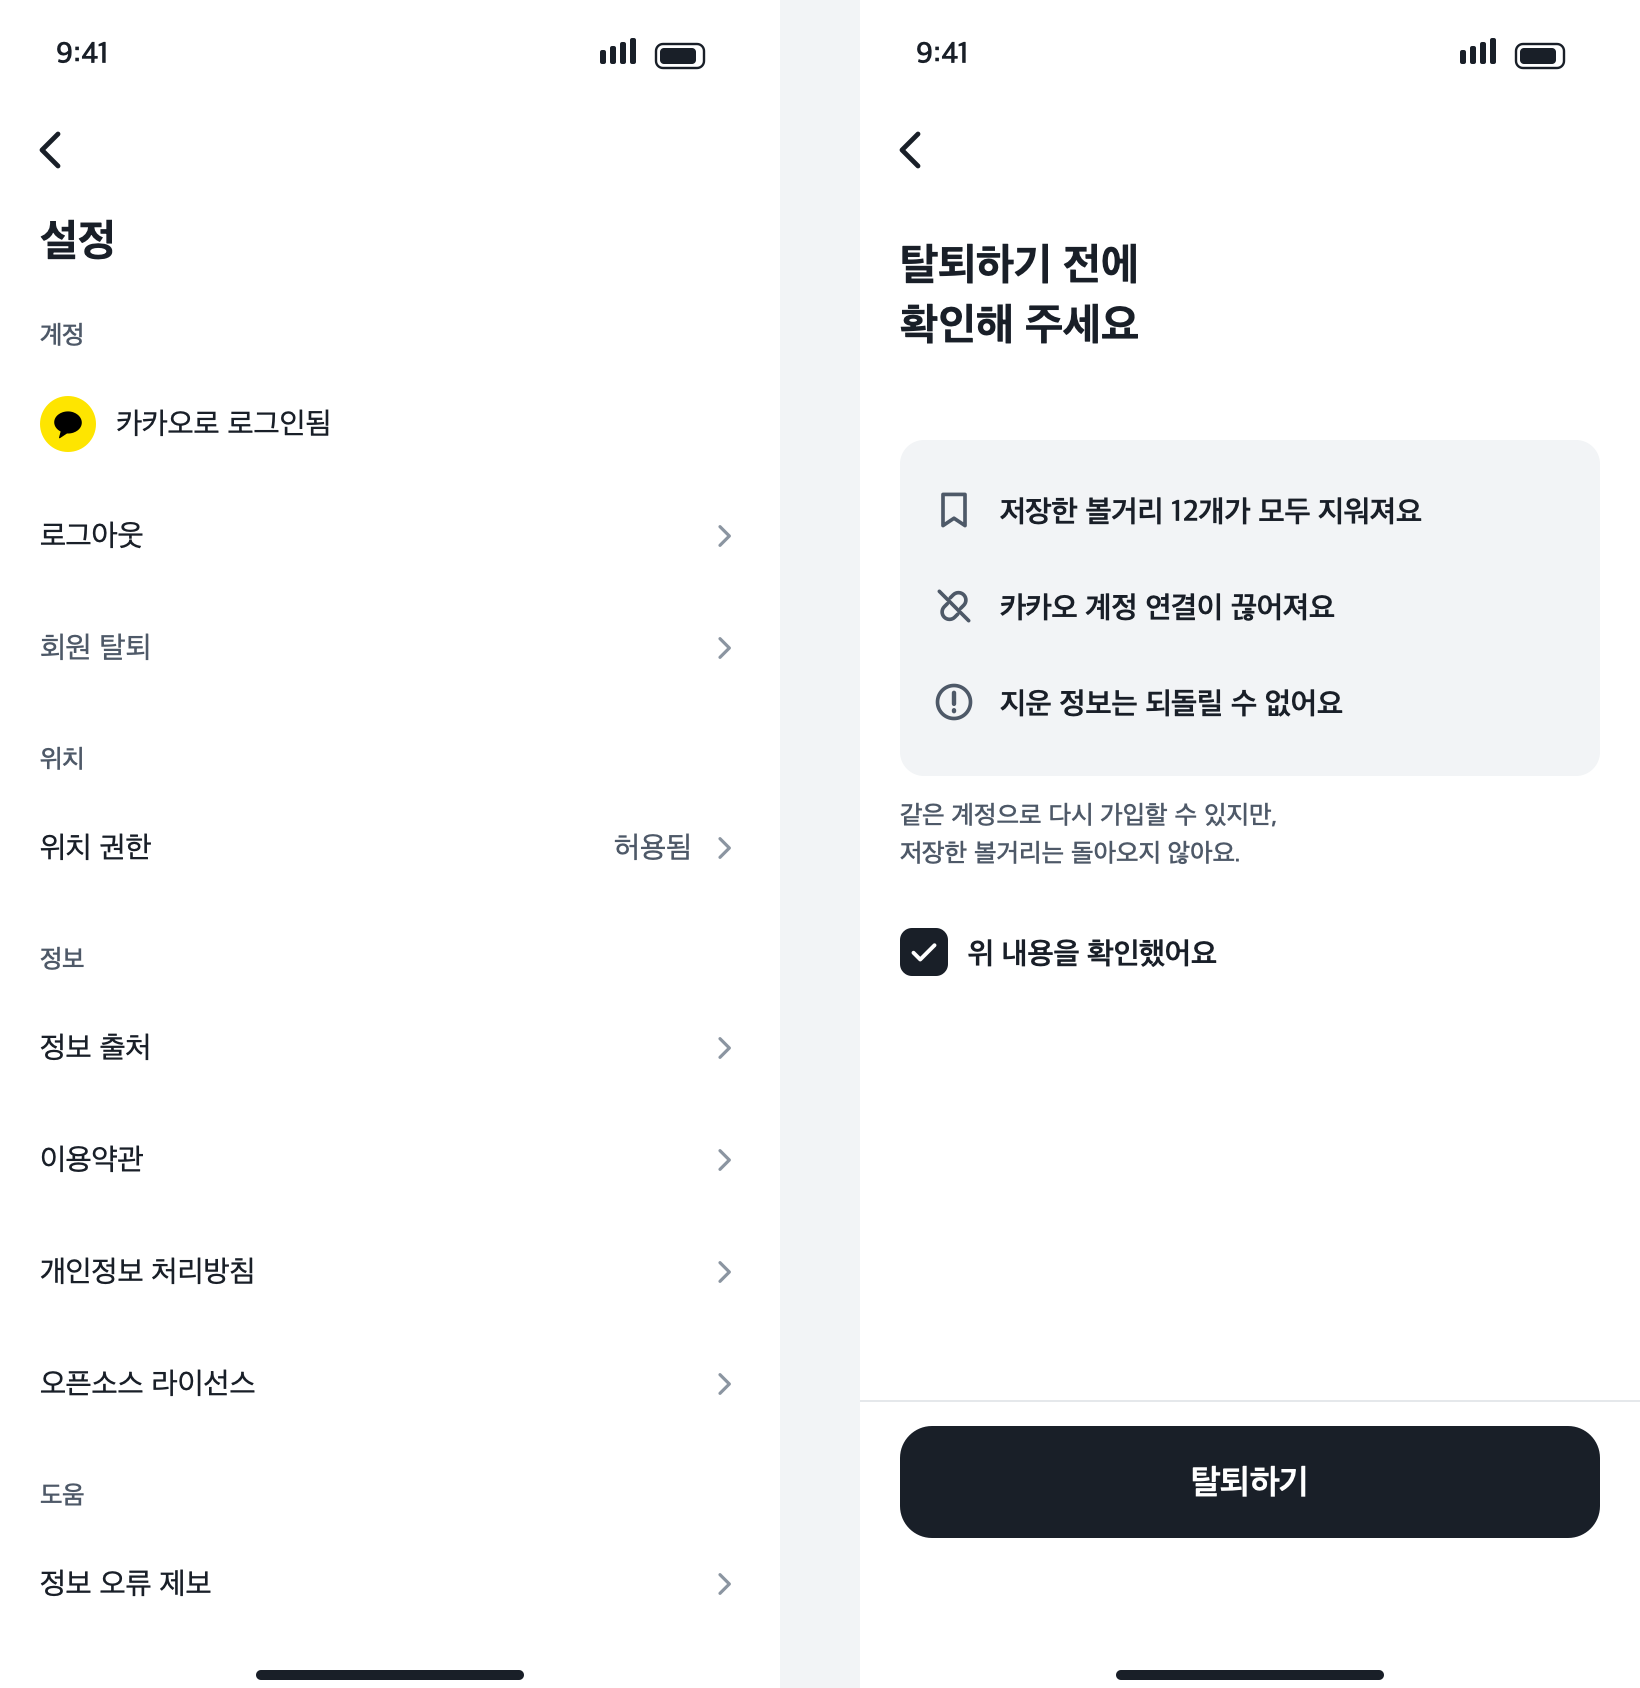 9:41
설정
계정
카카오로 로그인됨
로그아웃
회원 탈퇴
위치
위치 권한 허용됨
정보
정보 출처
이용약관
개인정보 처리방침
오픈소스 라이선스
도움
정보 오류 제보
9:41
탈퇴하기 전에
확인해 주세요
저장한 볼거리 12개가 모두 지워져요
카카오 계정 연결이 끊어져요
지운 정보는 되돌릴 수 없어요
같은 계정으로 다시 가입할 수 있지만,
저장한 볼거리는 돌아오지 않아요.
위 내용을 확인했어요
탈퇴하기